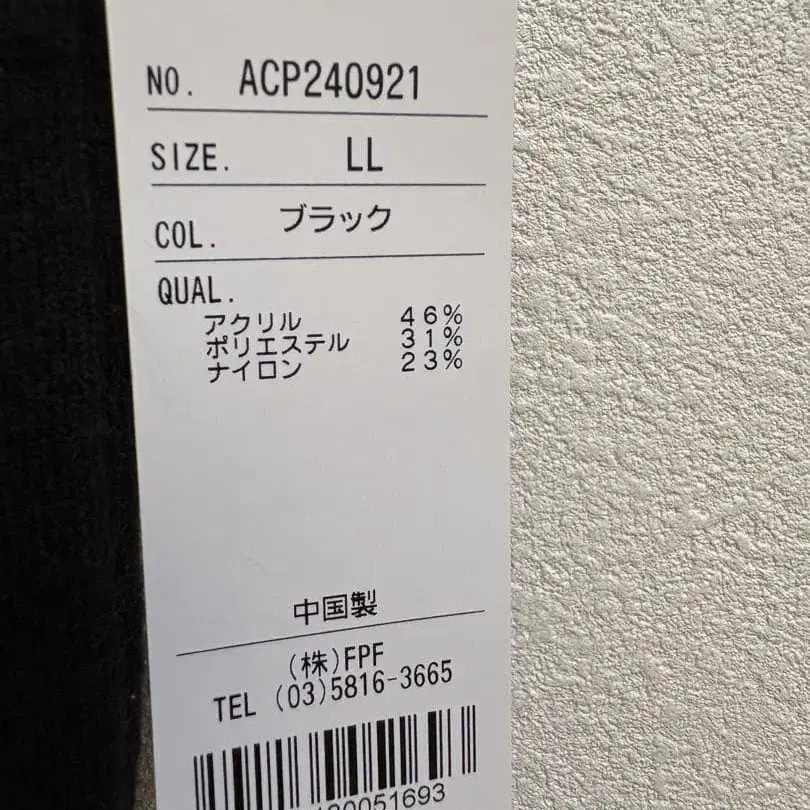 NO. ACP240921
SIZE. LL
COL. ブラック
QUAL.
アクリル 46%
ポリエステル 31%
ナイロン 23%
中国製
(株)FPF
TEL (03)5816-3665